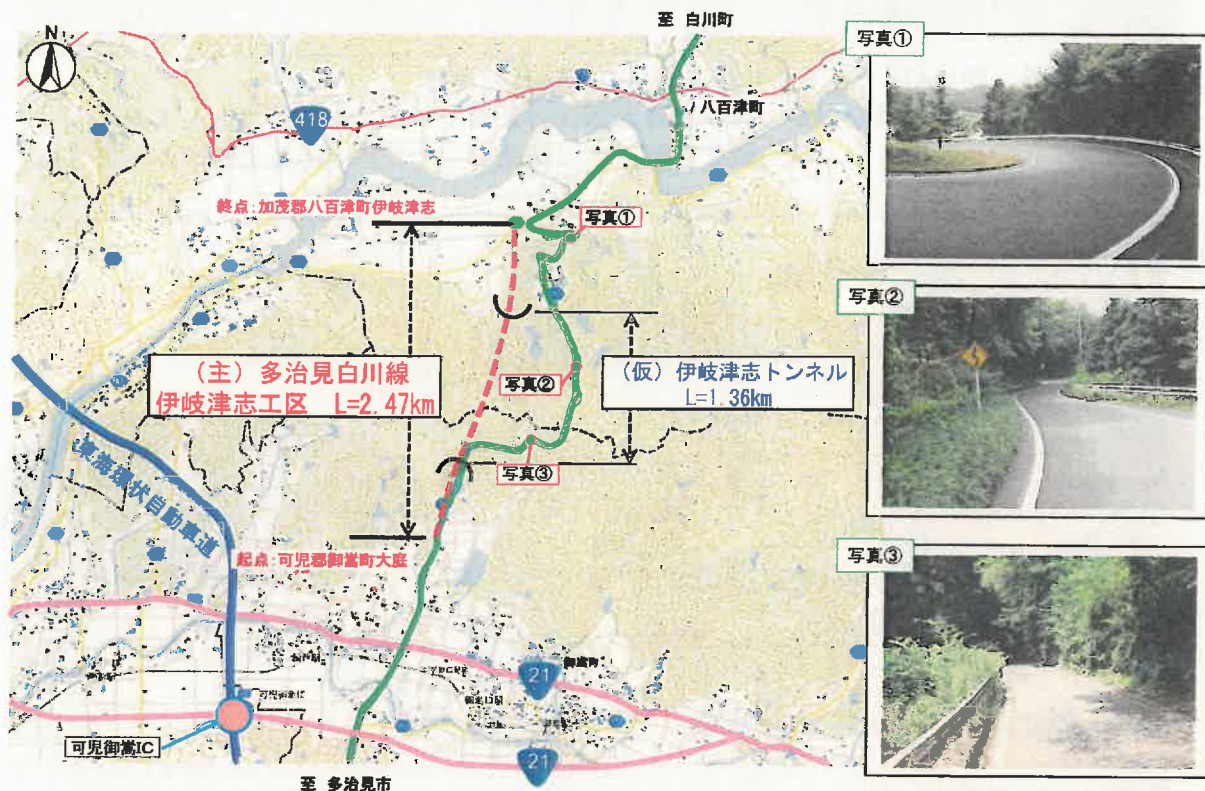 至 白川町
写真①
N
八百津町
418
終点:加茂郡八百津町伊岐津志
写真①
写真②
(主)多治見白川線
伊岐津志工区 L=2.47km
(仮)伊岐津志トンネル
L=1.36km
写真②
写真③
東海環状自動車道
起点:可児郡御嵩町大庭
写真③
御嵩町
21
可児御嵩IC
21
至 多治見市